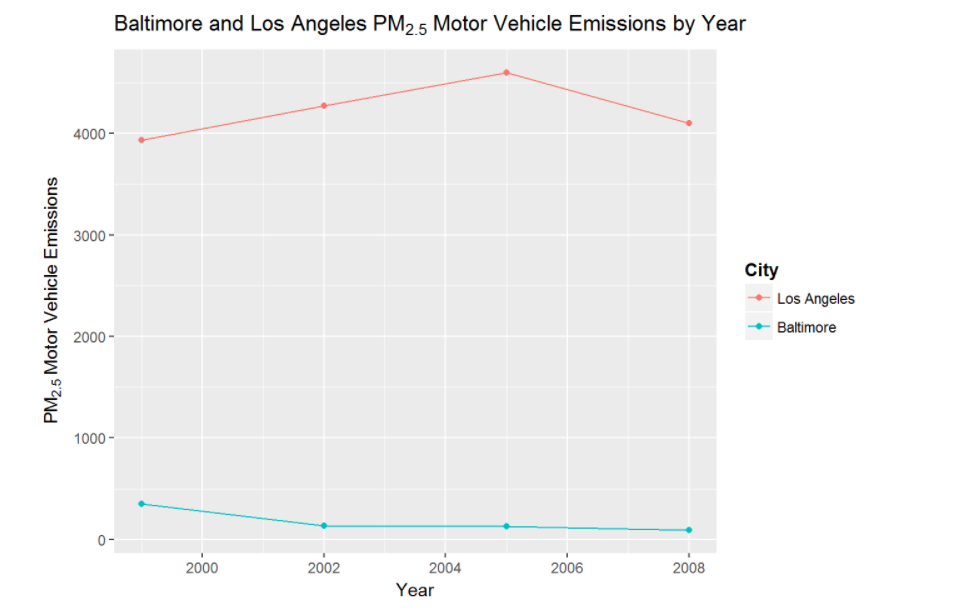 Baltimore and Los Angeles PM2.5 Motor Vehicle Emissions by Year
PM2.5 Motor Vehicle Emissions
4000
3000
2000
1000
0
2000 2002 2004 2006 2008
Year
City
Los Angeles
Baltimore